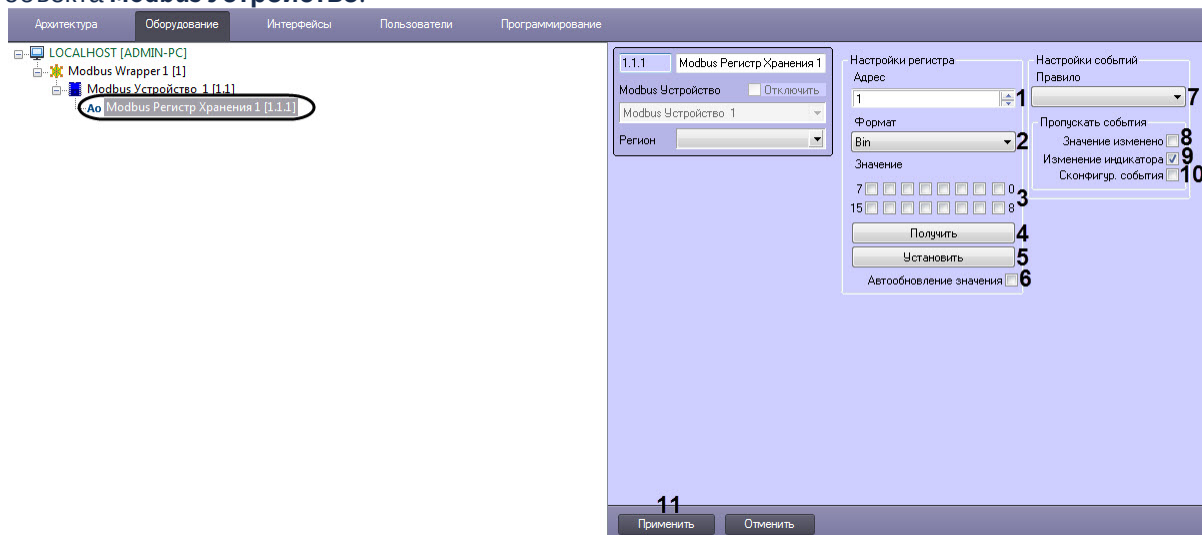 объекта Modbus Устройство.
Архитектура Оборудование Интерфейсы Пользователи Программирование
LOCALHOST [ADMIN-PC]
Modbus Wrapper 1 [1]
Modbus Устройство 1 [1.1]
Ao Modbus Регистр Хранения 1 [1.1.1]
1.1.1 Modbus Регистр Хранения 1
Modbus Устройство Отключить
Modbus Устройство 1
Регион
Настройки регистра
Адрес
1 1
Формат
Bin 2
Значение
7 0
15 8 3
Получить 4
Установить 5
Автообновление значения 6
Настройки событий
Правило
7
Пропускать события
Значение изменено 8
Изменение индикатора 9
Сконфигур. события 10
11
Применить Отменить